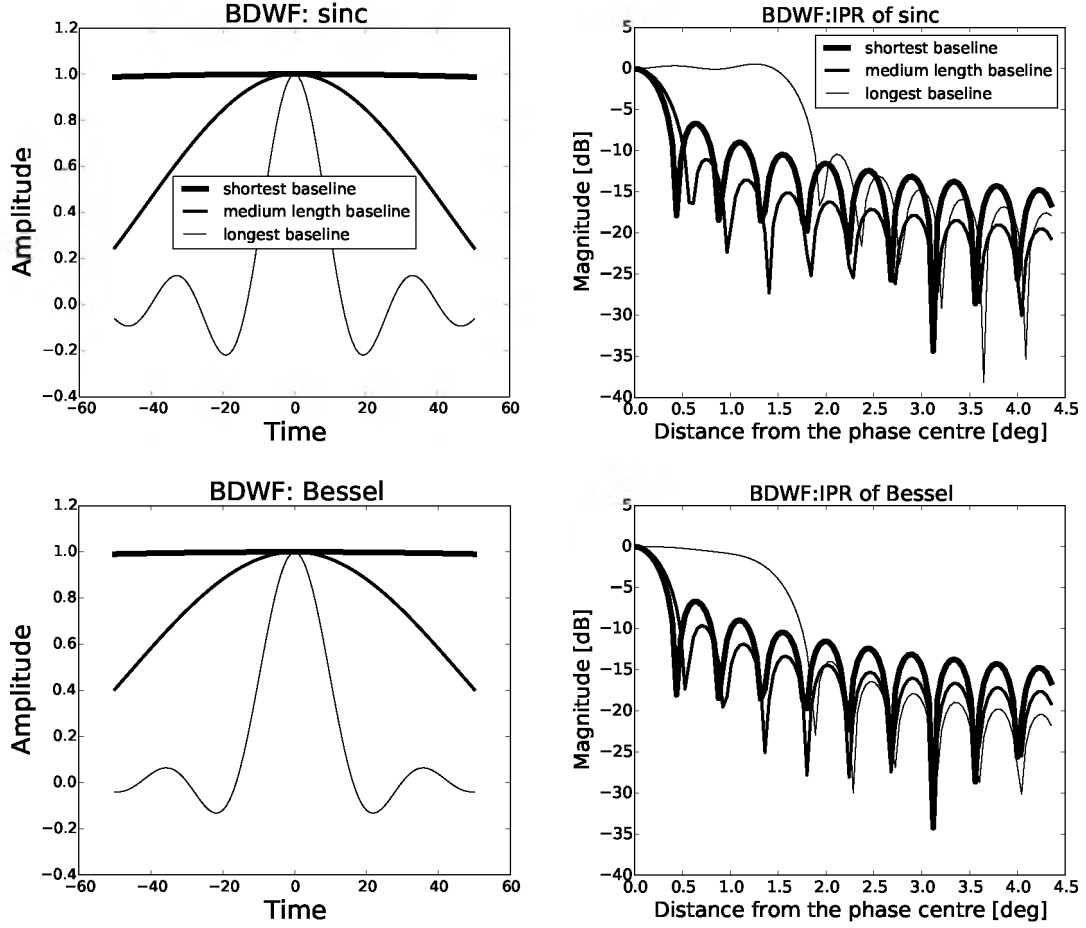 BDWF: sinc
1.2
1.0
0.8
0.6
0.4
0.2
0.0
−0.2
−0.4
Amplitude
shortest baseline
medium length baseline
longest baseline
−60 −40 −20 0 20 40 60
Time
BDWF:IPR of sinc
5
0
−5
−10
−15
−20
−25
−30
−35
−40
Magnitude [dB]
shortest baseline
medium length baseline
longest baseline
0.0 0.5 1.0 1.5 2.0 2.5 3.0 3.5 4.0 4.5
Distance from the phase centre [deg]
BDWF: Bessel
1.2
1.0
0.8
0.6
0.4
0.2
0.0
−0.2
−0.4
Amplitude
−60 −40 −20 0 20 40 60
Time
BDWF:IPR of Bessel
5
0
−5
−10
−15
−20
−25
−30
−35
−40
Magnitude [dB]
0.0 0.5 1.0 1.5 2.0 2.5 3.0 3.5 4.0 4.5
Distance from the phase centre [deg]